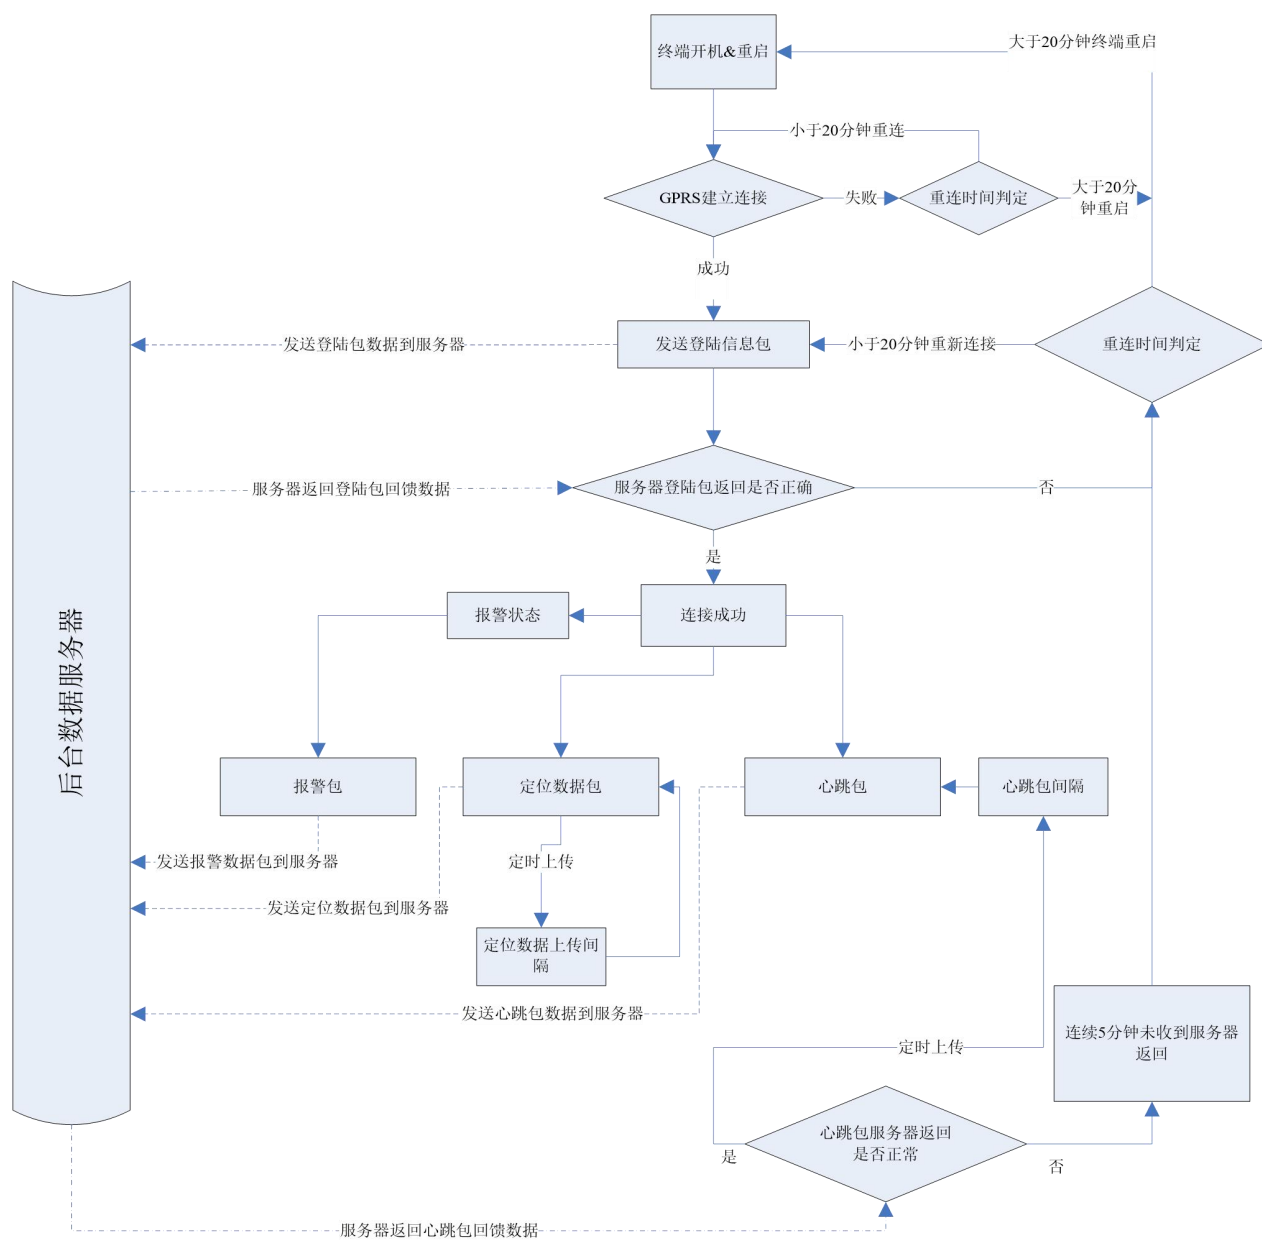 终端开机&重启
大于20分钟终端重启
小于20分钟重连
GPRS建立连接
失败
重连时间判定
大于20分
钟重启
成功
发送登陆包数据到服务器
发送登陆信息包
小于20分钟重新连接
重连时间判定
服务器返回登陆包回馈数据
服务器登陆包返回是否正确
否
是
报警状态
连接成功
后台数据服务器
报警包
定位数据包
心跳包
心跳包间隔
发送报警数据包到服务器
定时上传
发送定位数据包到服务器
定位数据上传间
隔
发送心跳包数据到服务器
定时上传
连续5分钟未收到服务器
返回
心跳包服务器返回
是否正常
是
否
服务器返回心跳包回馈数据